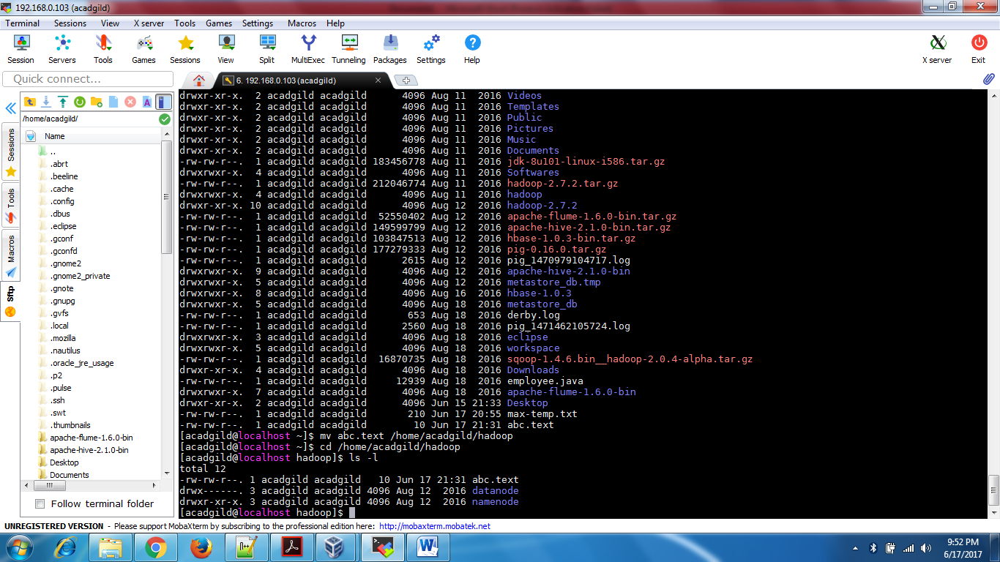 192.168.0.103 (acadgild)
Terminal Sessions View X server Tools Games Settings Macros Help
Session Servers Tools Games Sessions View Split MultiExec Tunneling Packages Settings Help X server Exit
Quick connect...
6. 192.168.0.103 (acadgild)
/home/acadgild/
Name
..
.abrt
.beeline
.cache
.config
.dbus
.eclipse
.gconf
.gconfd
.gnome2
.gnome2_private
.gnote
.gnupg
.gvfs
.local
.mozilla
.nautilus
.oracle_jre_usage
.p2
.pulse
.ssh
.swt
.thumbnails
apache-flume-1.6.0-bin
apache-hive-2.1.0-bin
Desktop
Documents
Follow terminal folder
Sessions
Tools
Macros
Sftp
drwxr-xr-x. 2 acadgild acadgild 4096 Aug 11 2016 Videos
drwxr-xr-x. 2 acadgild acadgild 4096 Aug 11 2016 Templates
drwxr-xr-x. 2 acadgild acadgild 4096 Aug 11 2016 Public
drwxr-xr-x. 2 acadgild acadgild 4096 Aug 11 2016 Pictures
drwxr-xr-x. 2 acadgild acadgild 4096 Aug 11 2016 Music
drwxr-xr-x. 2 acadgild acadgild 4096 Aug 11 2016 Documents
-rw-rw-r--. 1 acadgild acadgild 183456778 Aug 11 2016 jdk-8u101-linux-i586.tar.gz
drwxrwxr-x. 4 acadgild acadgild 4096 Aug 11 2016 Softwares
-rw-rw-r--. 1 acadgild acadgild 212046774 Aug 11 2016 hadoop-2.7.2.tar.gz
drwxrwxr-x. 4 acadgild acadgild 4096 Aug 11 2016 hadoop
drwxr-xr-x. 10 acadgild acadgild 4096 Aug 12 2016 hadoop-2.7.2
-rw-rw-r--. 1 acadgild acadgild 52550402 Aug 12 2016 apache-flume-1.6.0-bin.tar.gz
-rw-rw-r--. 1 acadgild acadgild 149599799 Aug 12 2016 apache-hive-2.1.0-bin.tar.gz
-rw-rw-r--. 1 acadgild acadgild 103847513 Aug 12 2016 hbase-1.0.3-bin.tar.gz
-rw-rw-r--. 1 acadgild acadgild 177279333 Aug 12 2016 pig-0.16.0.tar.gz
-rw-rw-r--. 1 acadgild acadgild 2615 Aug 12 2016 pig_1470979104717.log
drwxrwxr-x. 9 acadgild acadgild 4096 Aug 12 2016 apache-hive-2.1.0-bin
drwxrwxr-x. 5 acadgild acadgild 4096 Aug 12 2016 metastore_db.tmp
drwxrwxr-x. 8 acadgild acadgild 4096 Aug 16 2016 hbase-1.0.3
drwxrwxr-x. 5 acadgild acadgild 4096 Aug 18 2016 metastore_db
-rw-rw-r--. 1 acadgild acadgild 653 Aug 18 2016 derby.log
-rw-rw-r--. 1 acadgild acadgild 2560 Aug 18 2016 pig_1471462105724.log
drwxrwxr-x. 3 acadgild acadgild 4096 Aug 18 2016 eclipse
drwxrwxr-x. 5 acadgild acadgild 4096 Aug 18 2016 workspace
-rw-rw-r--. 1 acadgild acadgild 16870735 Aug 18 2016 sqoop-1.4.6.bin__hadoop-2.0.4-alpha.tar.gz
drwxr-xr-x. 4 acadgild acadgild 4096 Aug 18 2016 Downloads
-rw-rw-r--. 1 acadgild acadgild 12939 Aug 18 2016 employee.java
drwxrwxr-x. 7 acadgild acadgild 4096 Aug 18 2016 apache-flume-1.6.0-bin
drwxr-xr-x. 2 acadgild acadgild 4096 Jun 15 21:33 Desktop
-rw-rw-r--. 1 acadgild acadgild 210 Jun 17 20:55 max-temp.txt
-rw-rw-r--. 1 acadgild acadgild 10 Jun 17 21:31 abc.text
[acadgild@localhost ~]$ mv abc.text /home/acadgild/hadoop
[acadgild@localhost ~]$ cd /home/acadgild/hadoop
[acadgild@localhost hadoop]$ ls -l
total 12
-rw-rw-r--. 1 acadgild acadgild 10 Jun 17 21:31 abc.text
drwx------. 3 acadgild acadgild 4096 Aug 12 2016 datanode
drwxrwxr-x. 3 acadgild acadgild 4096 Aug 12 2016 namenode
[acadgild@localhost hadoop]$
UNREGISTERED VERSION - Please support MobaXterm by subscribing to the professional edition here: http://mobaxterm.mobatek.net
9:52 PM
6/17/2017